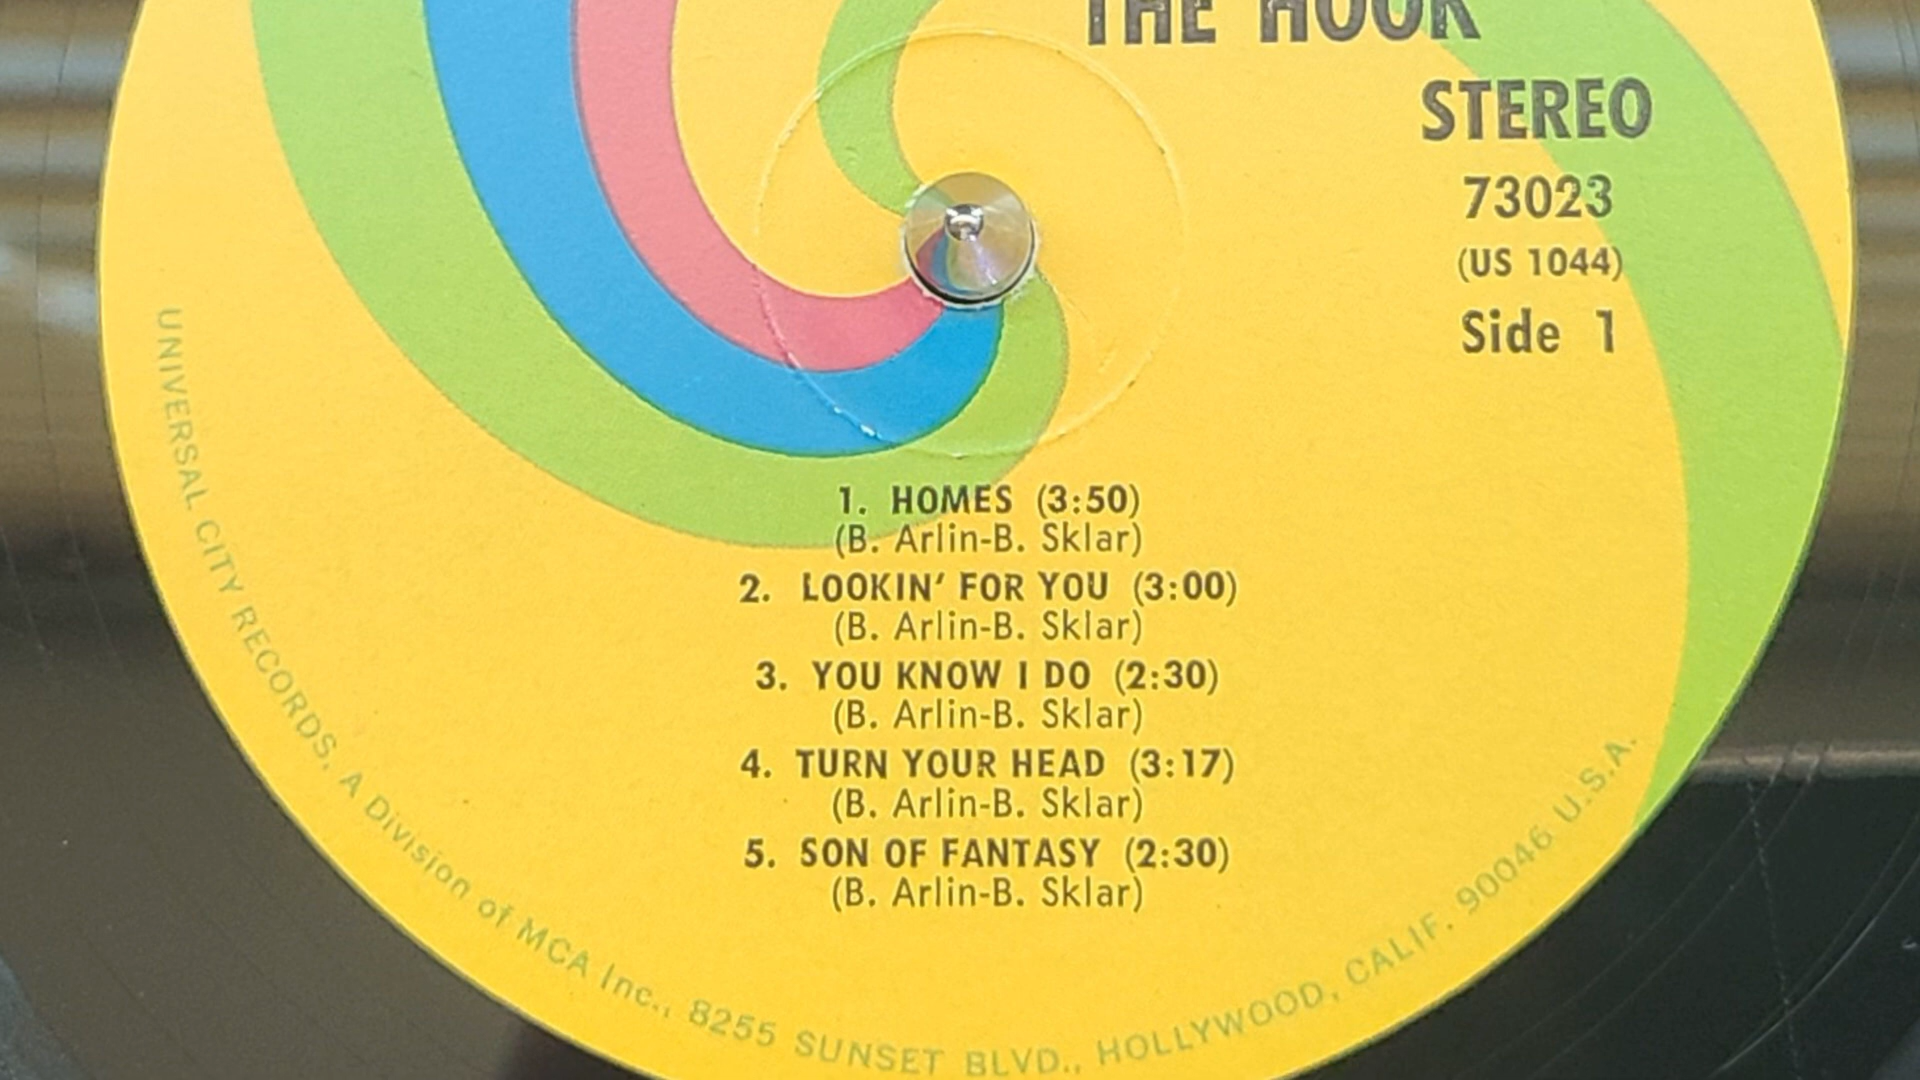 THE HOOK
STEREO
73023
(US 1044)
Side 1
1. HOMES (3:50)
(B. Arlin-B. Sklar)
2. LOOKIN' FOR YOU (3:00)
(B. Arlin-B. Sklar)
3. YOU KNOW I DO (2:30)
(B. Arlin-B. Sklar)
4. TURN YOUR HEAD (3:17)
(B. Arlin-B. Sklar)
5. SON OF FANTASY (2:30)
(B. Arlin-B. Sklar)
UNIVERSAL CITY RECORDS, A Division of MCA Inc., 8255 SUNSET BLVD., HOLLYWOOD, CALIF. 90046 U.S.A.